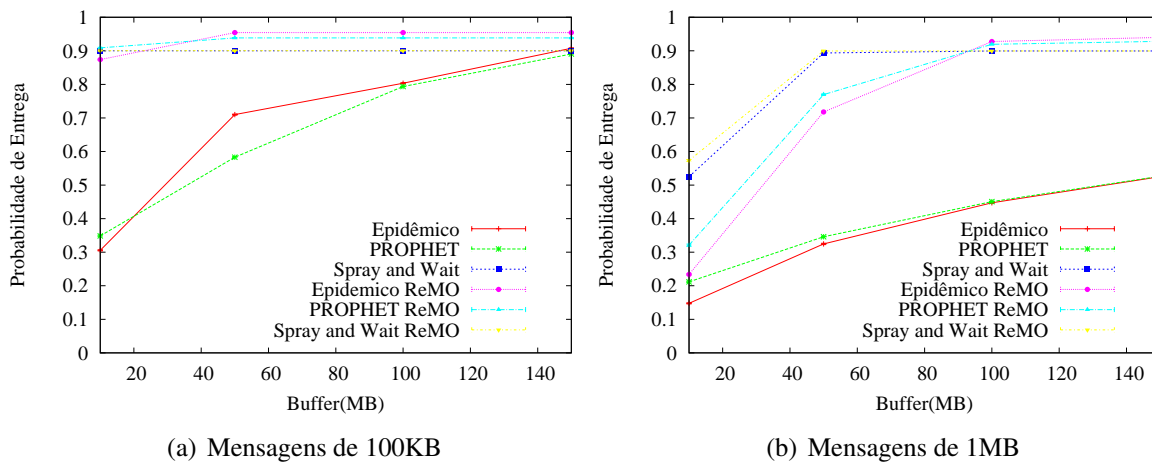 1
0.9
0.8
0.7
0.6
0.5
0.4
0.3
0.2
0.1
0
Probabilidade de Entrega
Epidêmico
PROPHET
Spray and Wait
Epidemico ReMO
PROPHET ReMO
Spray and Wait ReMO
20 40 60 80 100 120 140
Buffer(MB)
(a) Mensagens de 100KB
1
0.9
0.8
0.7
0.6
0.5
0.4
0.3
0.2
0.1
0
Probabilidade de Entrega
Epidêmico
PROPHET
Spray and Wait
Epidêmico ReMO
PROPHET ReMO
Spray and Wait ReMO
20 40 60 80 100 120 140
Buffer(MB)
(b) Mensagens de 1MB